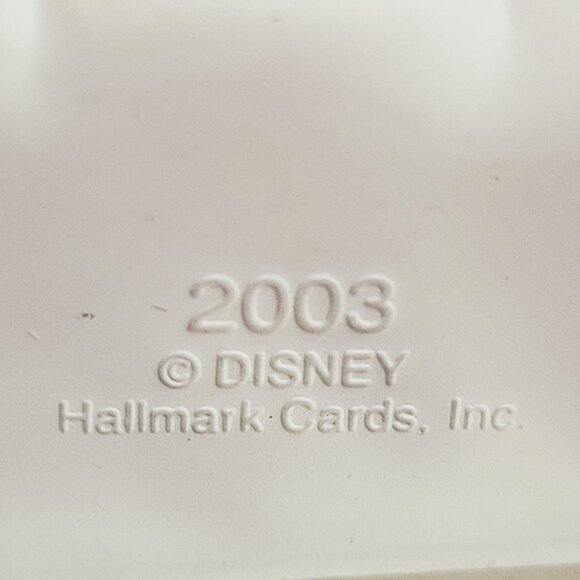 2003
© DISNEY
Hallmark Cards, Inc.